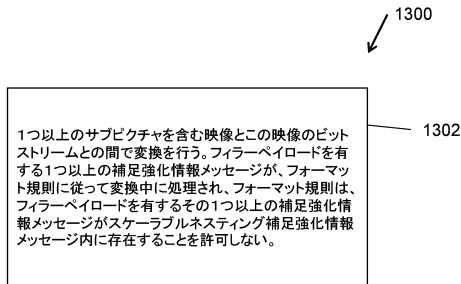 1300
1302
1つ以上のサブピクチャを含む映像とこの映像のビット
ストリームとの間で変換を行う。フィラーペイロードを有
する1つ以上の補足強化情報メッセージが、フォーマッ
ト規則に従って変換中に処理され、フォーマット規則は、
フィラーペイロードを有するその1つ以上の補足強化情
報メッセージがスケーラブルネスティング補足強化情報
メッセージ内に存在することを許可しない。